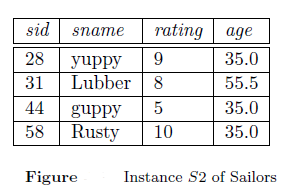 sid sname rating age
28 yuppy 9 35.0
31 Lubber 8 55.5
44 guppy 5 35.0
58 Rusty 10 35.0
Figure Instance S2 of Sailors